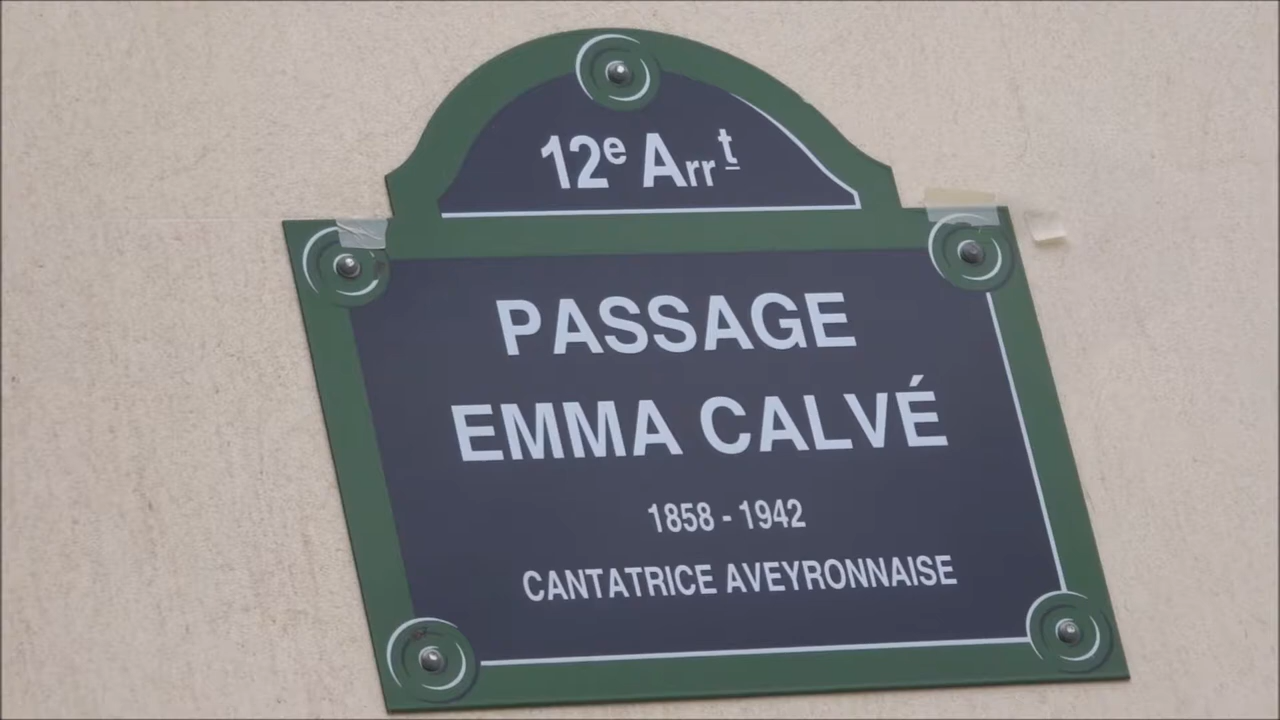 12e Arrt
PASSAGE
EMMA CALVÉ
1858 - 1942
CANTATRICE AVEYRONNAISE